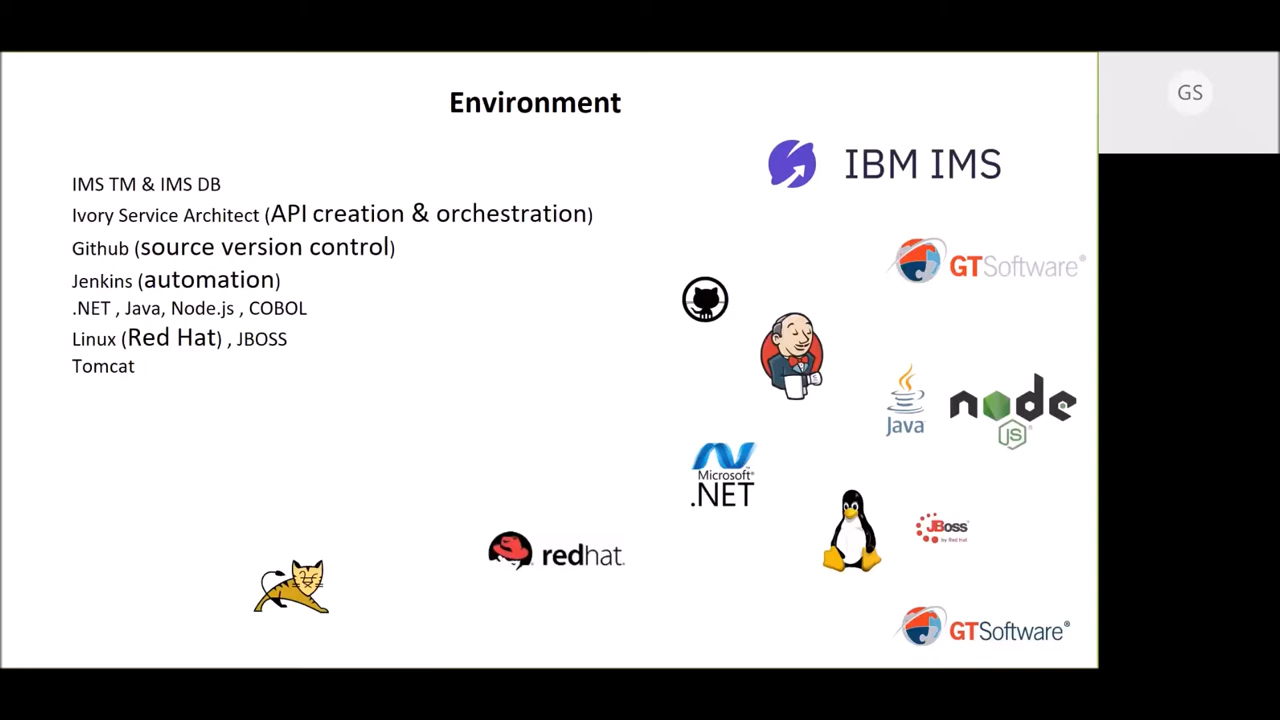 Environment
GS
IBM IMS
IMS TM & IMS DB
Ivory Service Architect (API creation & orchestration)
Github (source version control)
Jenkins (automation)
.NET , Java, Node.js , COBOL
Linux (Red Hat) , JBOSS
Tomcat
GTSoftware®
Java
node
JS
Microsoft®
.NET
JBoss
by Red Hat
redhat.
GTSoftware®